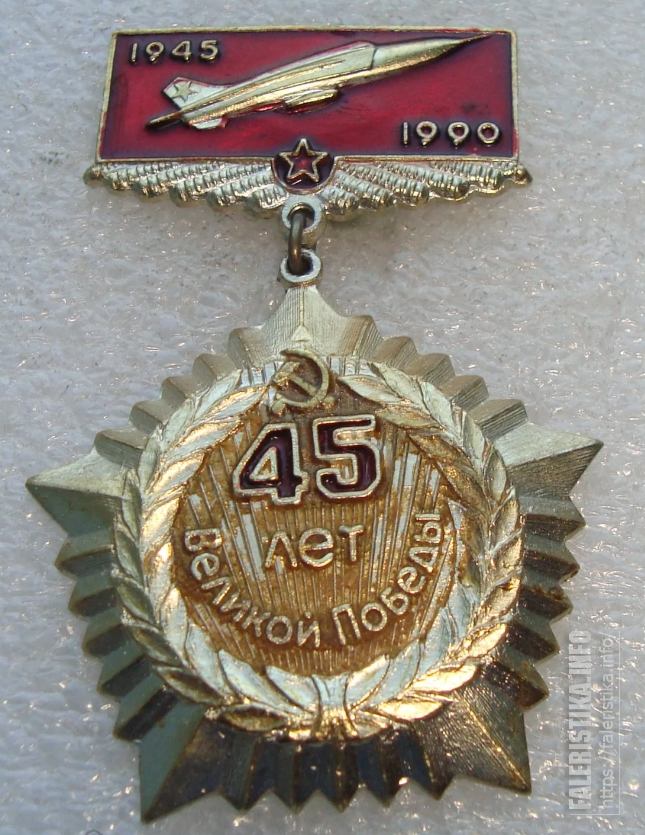 1945
1990
45
лет
Великой Победы
FALERISTIKA.INFO
https://faleristika.info